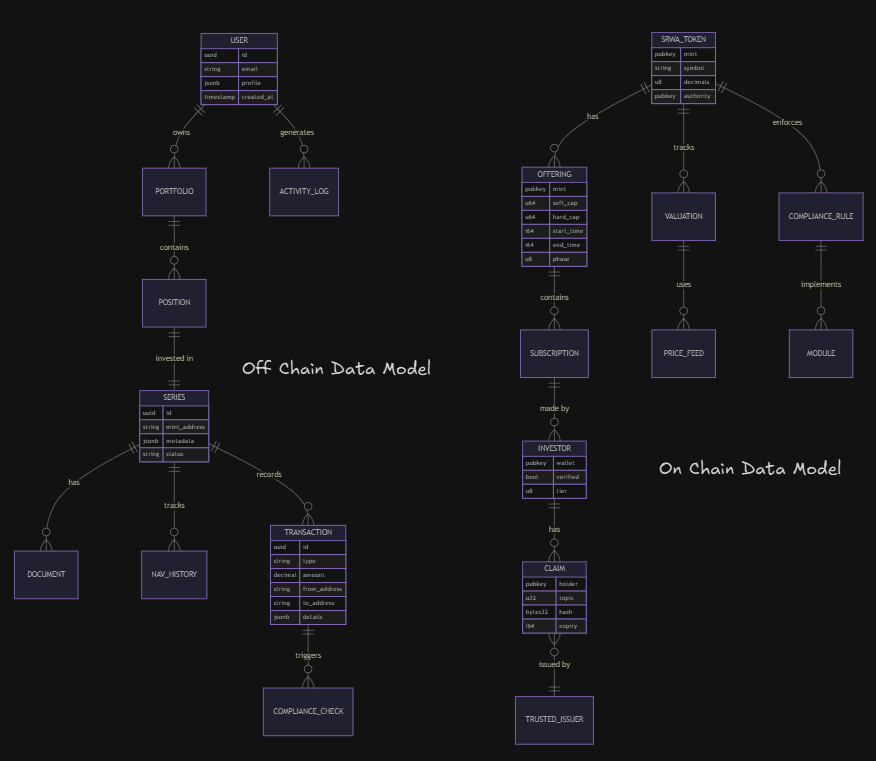 USER
uuid id
string email
jsonb profile
timestamp created_at
owns
generates
PORTFOLIO
ACTIVITY_LOG
contains
POSITION
invested in
Off Chain Data Model
SERIES
uuid id
string mint_address
jsonb metadata
string status
has
tracks
records
DOCUMENT
NAV_HISTORY
TRANSACTION
uuid id
string type
decimal amount
string from_address
string to_address
jsonb details
triggers
COMPLIANCE_CHECK
SRWA_TOKEN
pubkey mint
string symbol
u8 decimals
pubkey authority
has
tracks
enforces
OFFERING
pubkey mint
u64 soft_cap
u64 hard_cap
i64 start_time
i64 end_time
u8 phase
VALUATION
COMPLIANCE_RULE
contains
uses
implements
SUBSCRIPTION
PRICE_FEED
MODULE
made by
INVESTOR
pubkey wallet
bool verified
u8 tier
On Chain Data Model
has
CLAIM
pubkey holder
u32 topic
bytes32 hash
i64 expiry
issued by
TRUSTED_ISSUER